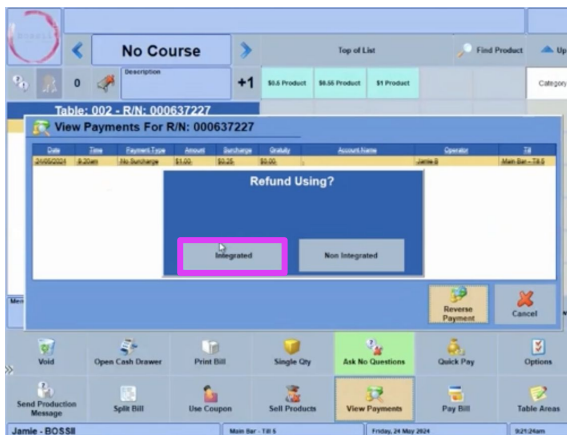 No Course
Top of List
Find Product
Up
0
Description
+1
$0.5 Product
$0.55 Product
$1 Product
Category
Table: 002 - R/N: 000637227
View Payments For R/N: 000637227
Date Time Payment Type Amount Surcharge Gratuity Account Name Operator Till
24/05/2024 9:20am No Surcharge $1.00 $0.25 $0.00 Jamie B Main Bar - Till 5
Refund Using?
Integrated
Non Integrated
Reverse
Payment
Cancel
Void
Open Cash Drawer
Print Bill
Single Qty
Ask No Questions
Quick Pay
Options
Send Production
Message
Split Bill
Use Coupon
Sell Products
View Payments
Pay Bill
Table Areas
Jamie - BOSSII
Main Bar - Till 5
Friday, 24 May 2024
9:21:24am